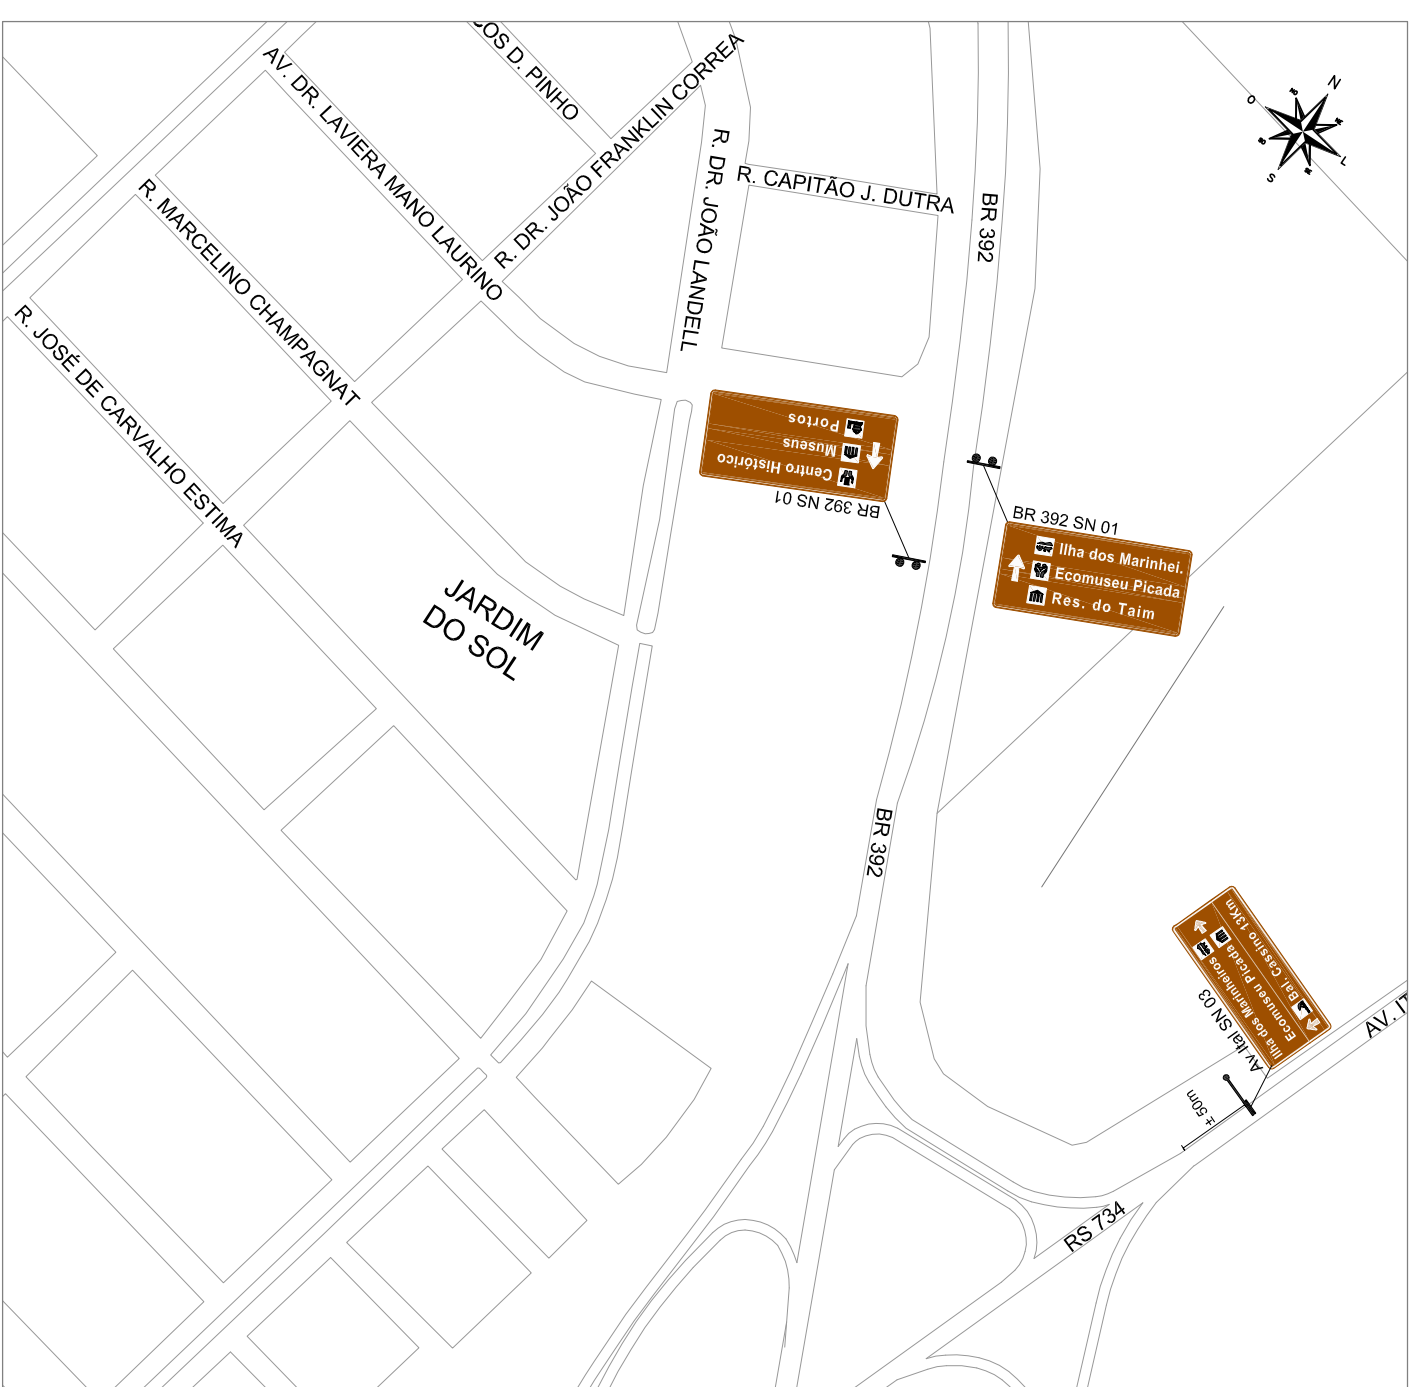 COS D. PINHO
AV. DR. LAVIERA MANO LAURINO
R. DR. JOÃO FRANKLIN CORREA
R. DR. JOÃO LANDELL
R. CAPITÃO J. DUTRA
BR 392
N
O
L
S
R. MARCELINO CHAMPAGNAT
R. JOSÉ DE CARVALHO ESTIMA
Portos
Museus
Centro Histórico
BR 392 NS 01
BR 392 SN 01
Ilha dos Marinhei.
Ecomuseu Picada
Res. do Taim
JARDIM
DO SOL
BR 392
Bal. Cassino 13Km
Ecomuseu Picada
Ilha dos Marinheiros
Av Ital SN 03
± 50m
AV. IT
RS 734